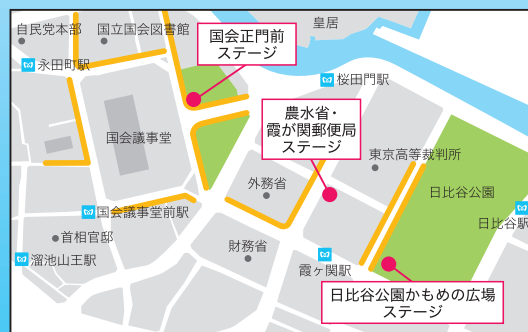 皇居
自民党本部
国立国会図書館
国会正門前
ステージ
永田町駅
桜田門駅
農水省・
霞が関郵便局
ステージ
国会議事堂
東京高等裁判所
外務省
日比谷公園
国会議事堂前駅
日比谷駅
首相官邸
財務省
溜池山王駅
霞ヶ関駅
日比谷公園かもめの広場
ステージ